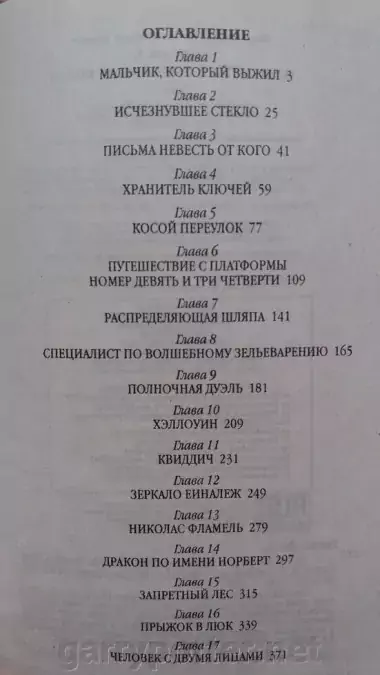 ОГЛАВЛЕНИЕ
Глава 1
МАЛЬЧИК, КОТОРЫЙ ВЫЖИЛ 3
Глава 2
ИСЧЕЗНУВШЕЕ СТЕКЛО 25
Глава 3
ПИСЬМА НЕВЕСТЬ ОТ КОГО 41
Глава 4
ХРАНИТЕЛЬ КЛЮЧЕЙ 59
Глава 5
КОСОЙ ПЕРЕУЛОК 77
Глава 6
ПУТЕШЕСТВИЕ С ПЛАТФОРМЫ
НОМЕР ДЕВЯТЬ И ТРИ ЧЕТВЕРТИ 109
Глава 7
РАСПРЕДЕЛЯЮЩАЯ ШЛЯПА 141
Глава 8
СПЕЦИАЛИСТ ПО ВОЛШЕБНОМУ ЗЕЛЬЕВАРЕНИЮ 165
Глава 9
ПОЛНОЧНАЯ ДУЭЛЬ 181
Глава 10
ХЭЛЛОУИН 209
Глава 11
КВИДДИЧ 231
Глава 12
ЗЕРКАЛО ЕИНАЛЕЖ 249
Глава 13
НИКОЛАС ФЛАМЕЛЬ 279
Глава 14
ДРАКОН ПО ИМЕНИ НОРБЕРТ 297
Глава 15
ЗАПРЕТНЫЙ ЛЕС 315
Глава 16
ПРЫЖОК В ЛЮК 339
Глава 17
ЧЕЛОВЕК С ДВУМЯ ЛИЦАМИ 371